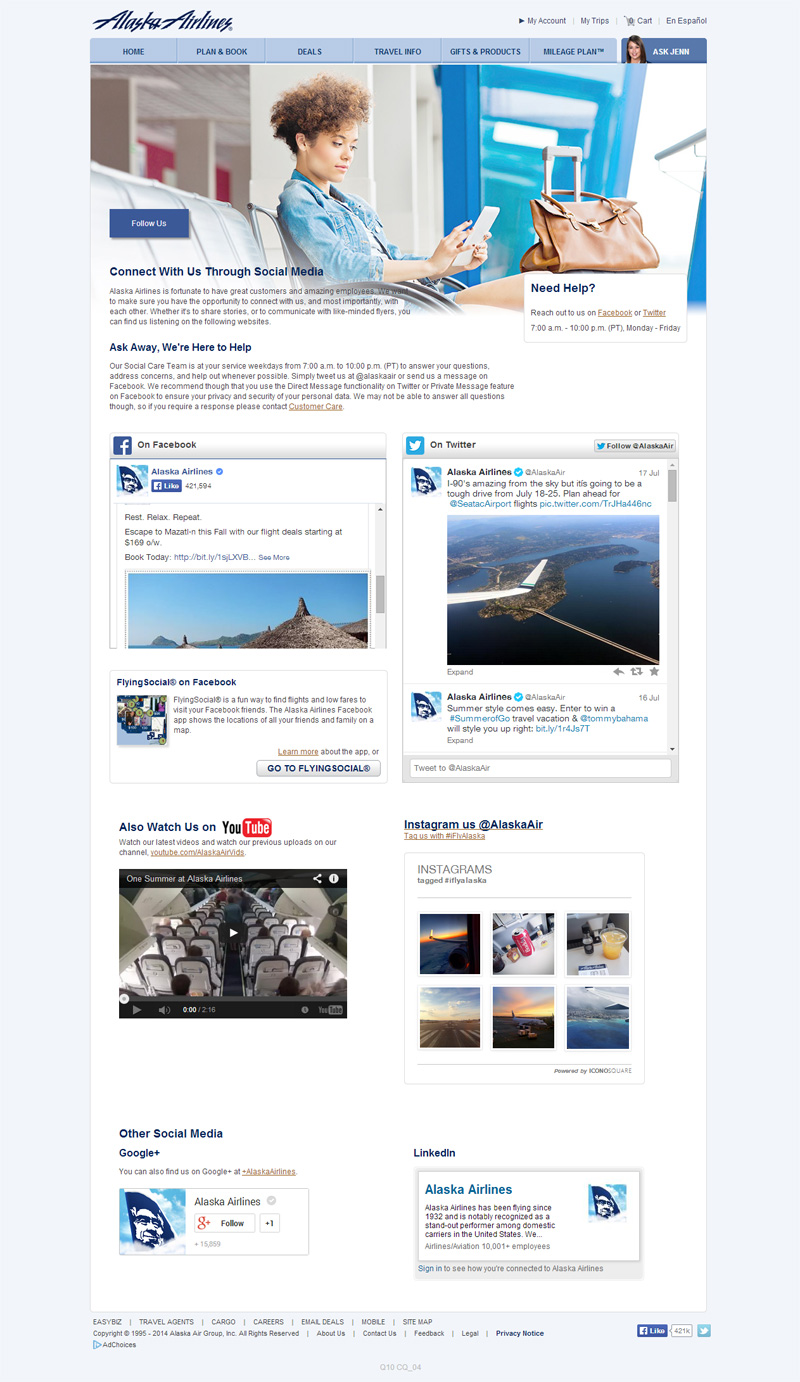 Alaska Airlines®
My Account | My Trips | Cart | En Español
HOME
PLAN & BOOK
DEALS
TRAVEL INFO
GIFTS & PRODUCTS
MILEAGE PLAN™
ASK JENN
Follow Us
Connect With Us Through Social Media
Alaska Airlines is fortunate to have great customers and amazing employees. We want
to make sure you have the opportunity to connect with us, and most importantly, with
each other. Whether it's to share stories, or to communicate with like-minded flyers, you
can find us listening on the following websites.
Need Help?
Reach out to us on Facebook or Twitter
7:00 a.m. - 10:00 p.m. (PT), Monday - Friday
Ask Away, We're Here to Help
Our Social Care Team is at your service weekdays from 7:00 a.m. to 10:00 p.m. (PT) to answer your questions,
address concerns, and help out whenever possible. Simply tweet us at @alaskaair or send us a message on
Facebook. We recommend though that you use the Direct Message functionality on Twitter or Private Message feature
on Facebook to ensure your privacy and security of your personal data. We may not be able to answer all questions
though, so if you require a response please contact Customer Care.
On Facebook
Alaska Airlines
Like 421,594
Rest. Relax. Repeat.
Escape to Mazatl-n this Fall with our flight deals starting at
$169 o/w.
Book Today: http://bit.ly/1sjLXVB... See More
FlyingSocial® on Facebook
FlyingSocial® is a fun way to find flights and low fares to
visit your Facebook friends. The Alaska Airlines Facebook
app shows the locations of all your friends and family on a
map.
Learn more about the app, or
GO TO FLYINGSOCIAL®
On Twitter
Follow @AlaskaAir
Alaska Airlines @AlaskaAir 17 Jul
I-90's amazing from the sky but it's going to be a
tough drive from July 18-25. Plan ahead for
@SeatacAirport flights pic.twitter.com/TrJHa446nc
Expand
Alaska Airlines @AlaskaAir 16 Jul
Summer style comes easy. Enter to win a
#SummerofGo travel vacation & @tommybahama
will style you up right: bit.ly/1r4Js7T
Expand
Tweet to @AlaskaAir
Also Watch Us on YouTube
Watch our latest videos and watch our previous uploads on our
channel, youtube.com/AlaskaAirVids.
One Summer at Alaska Airlines
0:00 / 2:16
YouTube
Instagram us @AlaskaAir
Tag us with #iFlyAlaska
INSTAGRAMS
tagged #iflyalaska
Powered by ICONOSQUARE
Other Social Media
Google+
You can also find us on Google+ at +AlaskaAirlines.
Alaska Airlines
g+ Follow
+1
+ 15,859
LinkedIn
Alaska Airlines
Alaska Airlines has been flying since
1932 and is notably recognized as a
stand-out performer among domestic
carriers in the United States. We...
Airlines/Aviation 10,001+ employees
Sign in to see how you're connected to Alaska Airlines
EASYBIZ | TRAVEL AGENTS | CARGO | CAREERS | EMAIL DEALS | MOBILE | SITE MAP
Copyright © 1995 - 2014 Alaska Air Group, Inc. All Rights Reserved | About Us | Contact Us | Feedback | Legal | Privacy Notice
AdChoices
Like 421k
Q10 CQ_04